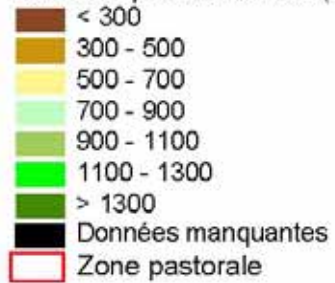 < 300
300 - 500
500 - 700
700 - 900
900 - 1100
1100 - 1300
> 1300
Données manquantes
Zone pastorale